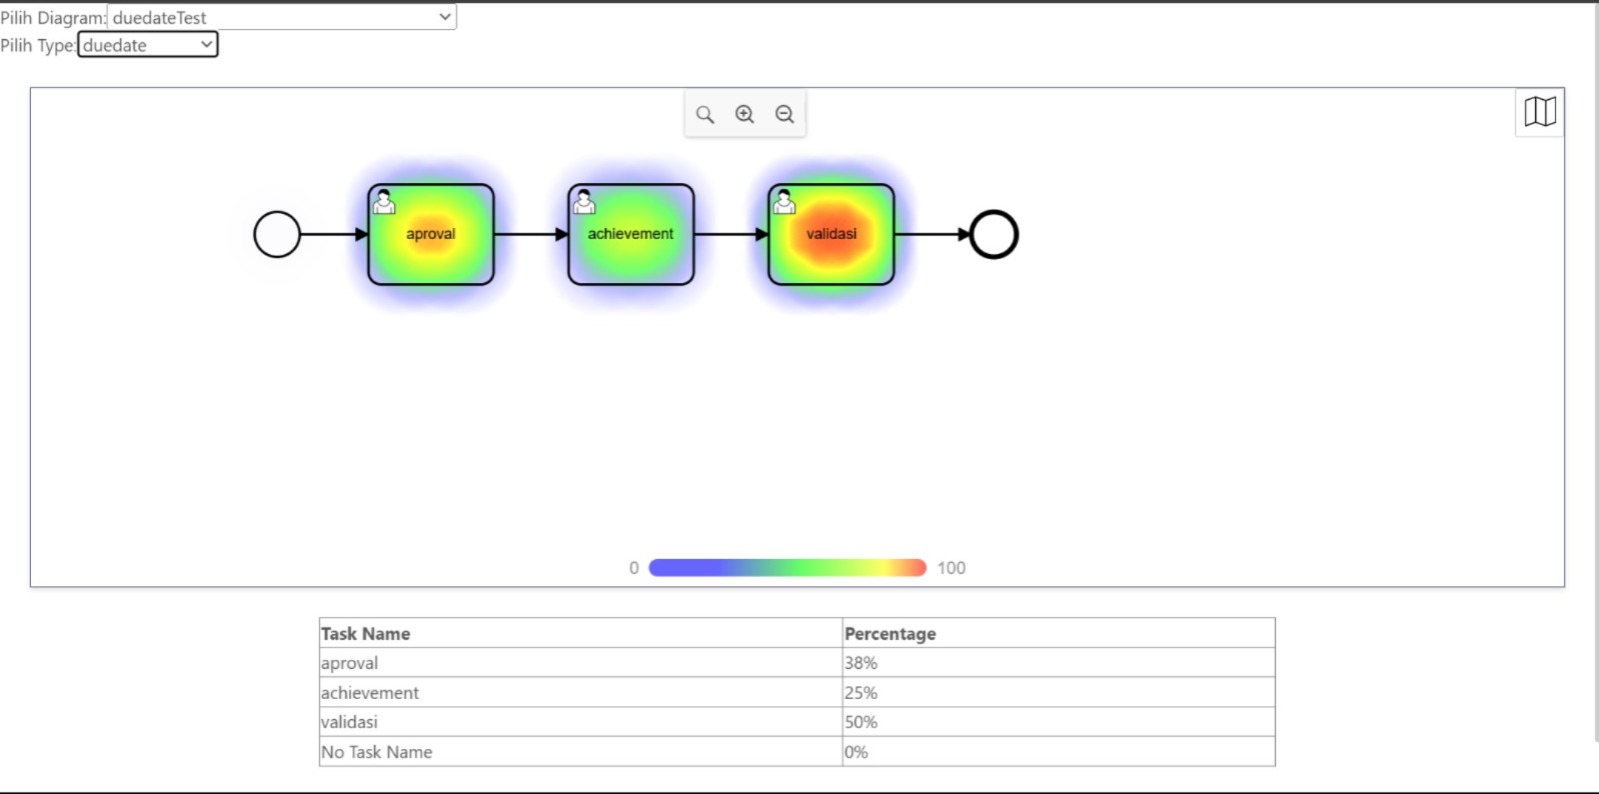 Pilih Diagram: duedateTest
Pilih Type: duedate
aproval achievement validasi
0 100
Task Name Percentage
aproval 38%
achievement 25%
validasi 50%
No Task Name 0%